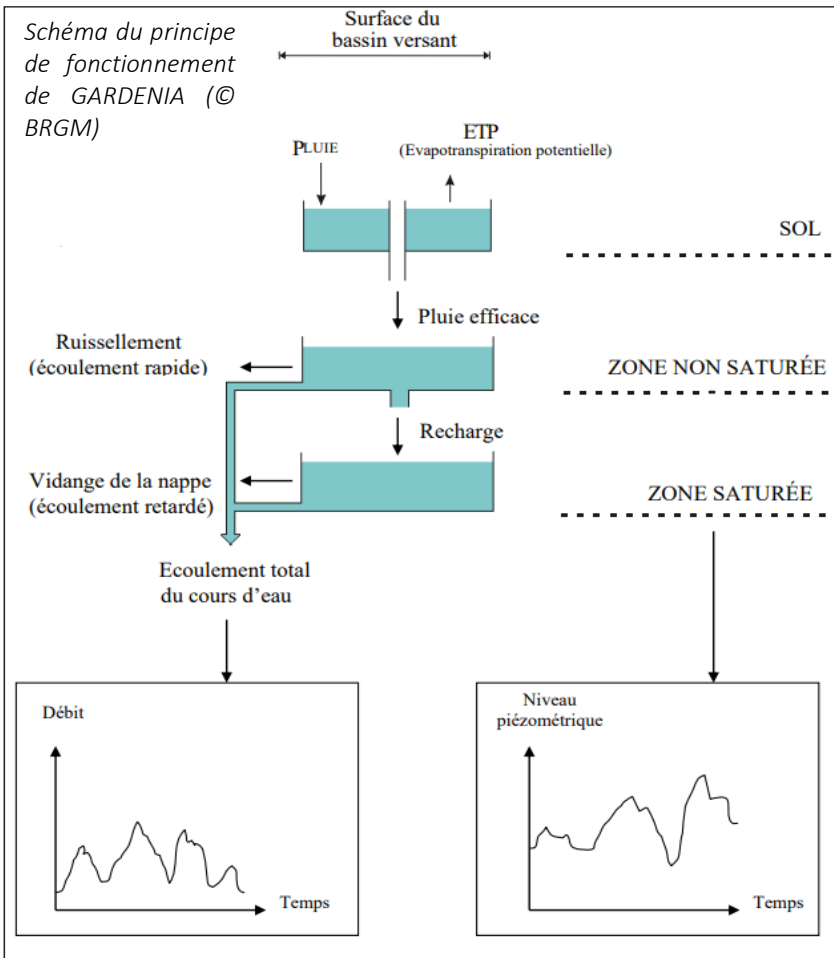 Schéma du principe
de fonctionnement
de GARDENIA (©
BRGM)
Surface du
bassin versant
PLUIE
ETP
(Evapotranspiration potentielle)
SOL
Pluie efficace
Ruissellement
(écoulement rapide)
ZONE NON SATURÉE
Recharge
Vidange de la nappe
(écoulement retardé)
ZONE SATURÉE
Ecoulement total
du cours d'eau
Débit
Temps
Niveau
piézométrique
Temps